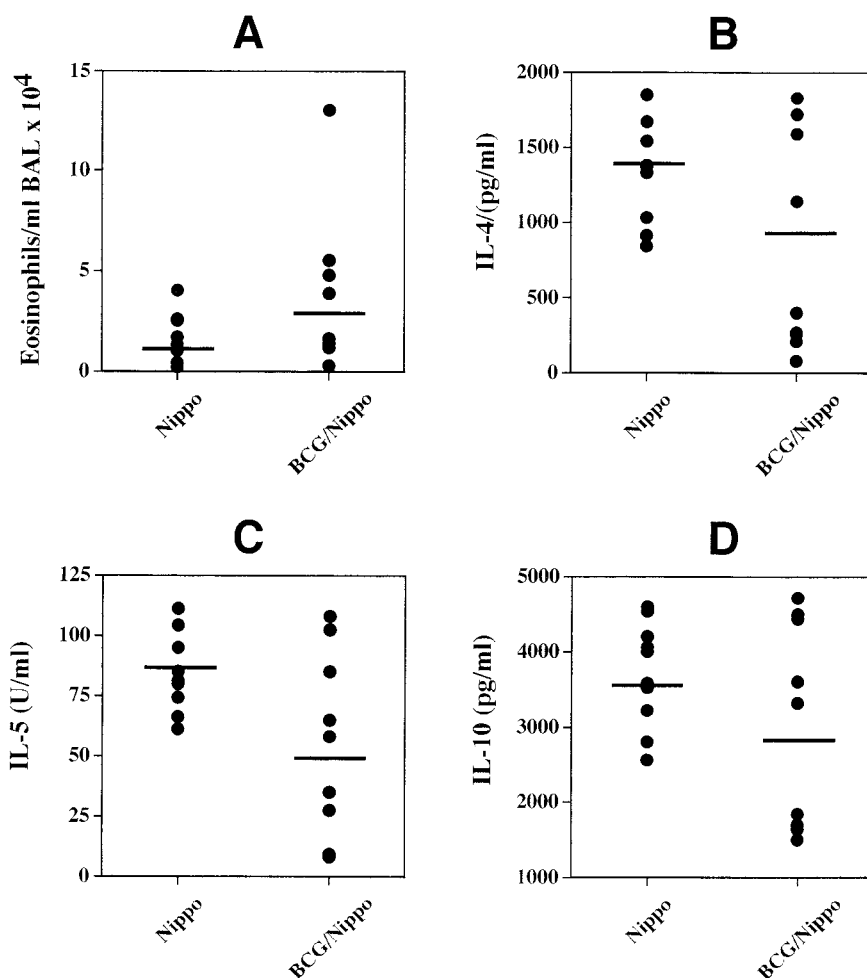 A
Eosinophils/ml BAL x 10⁴
15
10
5
0
Nippo
BCG/Nippo
B
IL-4/(pg/ml)
2000
1500
1000
500
0
Nippo
BCG/Nippo
C
IL-5 (U/ml)
125
100
75
50
25
0
Nippo
BCG/Nippo
D
IL-10 (pg/ml)
5000
4000
3000
2000
1000
Nippo
BCG/Nippo